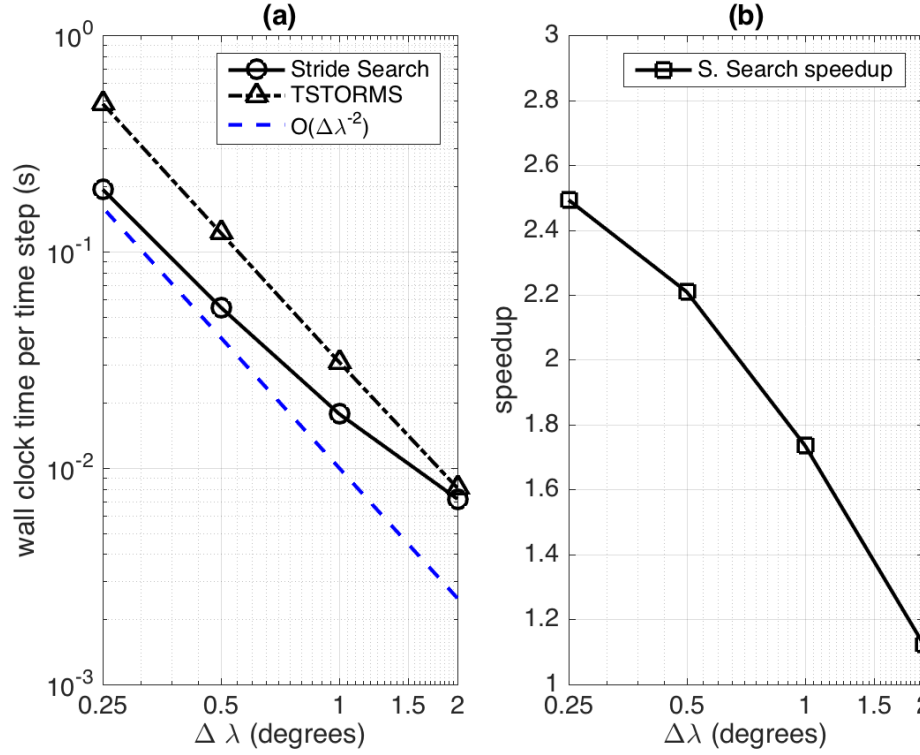 (a)
10^0
10^-1
10^-2
10^-3
wall clock time per time step (s)
Stride Search
TSTORMS
O(Δλ^-2)
0.25 0.5 1 1.5 2
Δ λ (degrees)
(b)
3
2.8
2.6
2.4
2.2
2
1.8
1.6
1.4
1.2
1
speedup
S. Search speedup
0.25 0.5 1 1.5 2
Δλ (degrees)